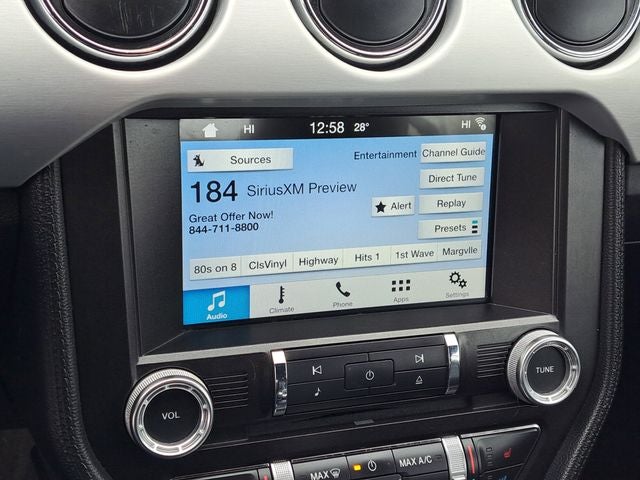 HI 12:58 28° HI
Sources Entertainment Channel Guide
184 SiriusXM Preview Direct Tune
Great Offer Now! Alert Replay
844-711-8800 Presets
80s on 8 ClsVinyl Highway Hits 1 1st Wave Margvlle
Audio Climate Phone Apps Settings
VOL TUNE
MAX MAX A/C